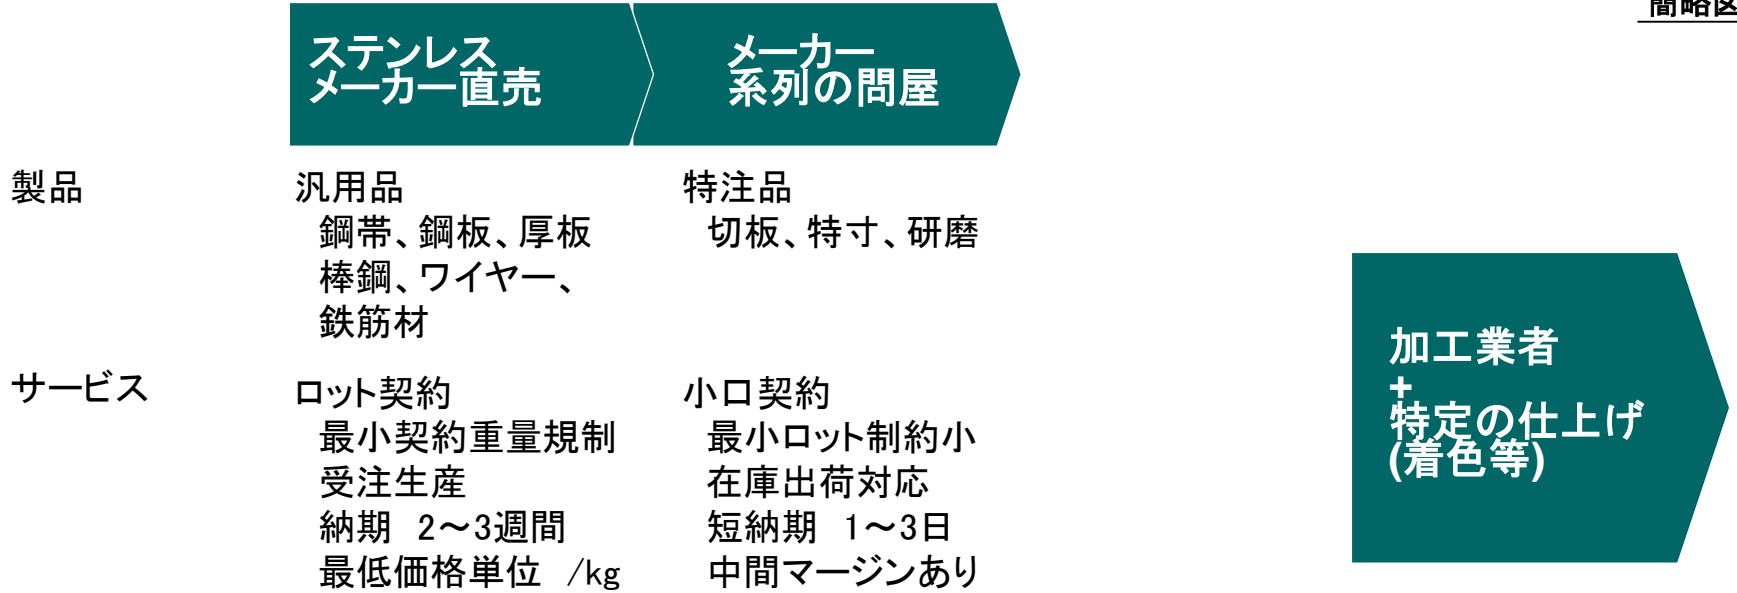 簡略図
ステンレス
メーカー直売
メーカー
系列の問屋
製品
汎用品
鋼帯、鋼板、厚板
棒鋼、ワイヤー、
鉄筋材
特注品
切板、特寸、研磨
サービス
ロット契約
最小契約重量規制
受注生産
納期 2～3週間
最低価格単位 /kg
小口契約
最小ロット制約小
在庫出荷対応
短納期 1～3日
中間マージンあり
加工業者
+
特定の仕上げ
(着色等)